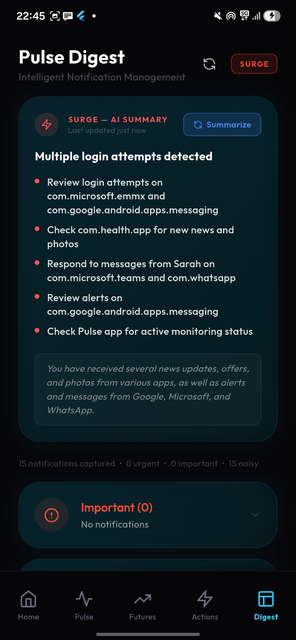 22:45
5G
Pulse Digest
Intelligent Notification Management
SURGE
SURGE — AI SUMMARY
Last updated just now
Summarize
Multiple login attempts detected
• Review login attempts on
com.microsoft.emmx and
com.google.android.apps.messaging
• Check com.health.app for new news and
photos
• Respond to messages from Sarah on
com.microsoft.teams and com.whatsapp
• Review alerts on
com.google.android.apps.messaging
• Check Pulse app for active monitoring status
You have received several news updates, offers,
and photos from various apps, as well as alerts
and messages from Google, Microsoft, and
WhatsApp.
15 notifications captured • 0 urgent • 0 important • 15 noisy
Important (0)
No notifications
Home
Pulse
Futures
Actions
Digest